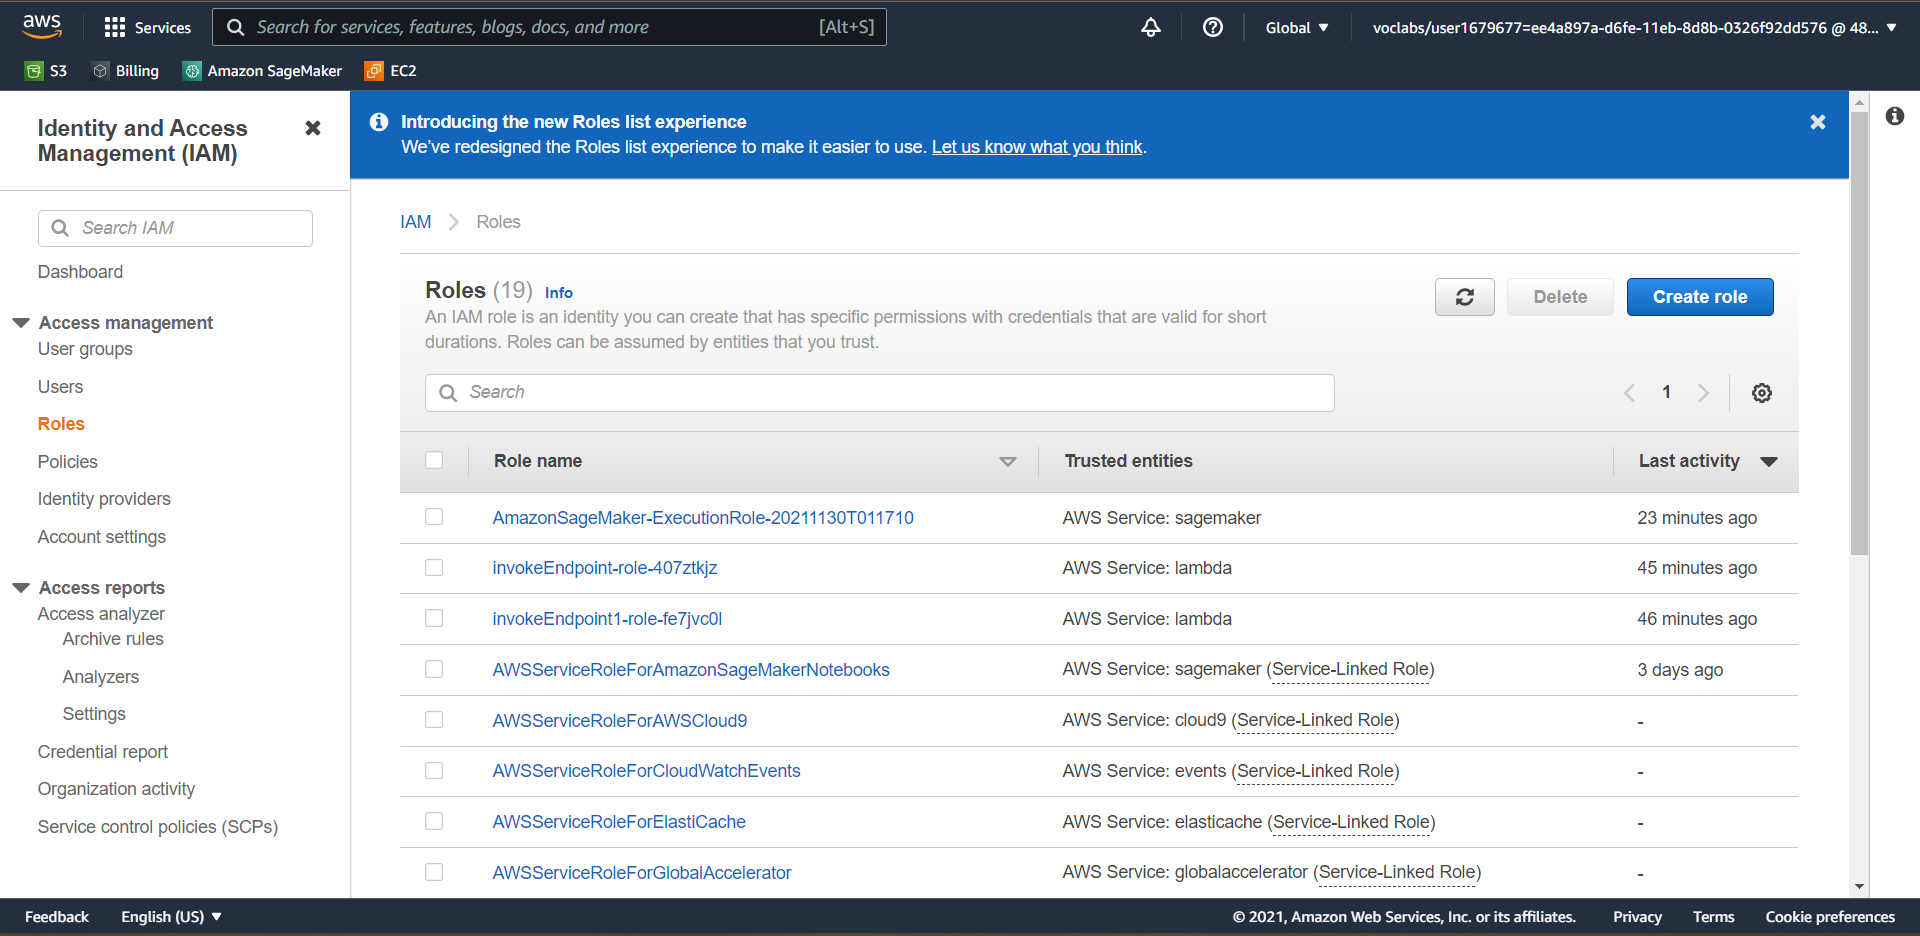 aws
Services
Search for services, features, blogs, docs, and more
[Alt+S]
Global
voclabs/user1679677=ee4a897a-d6fe-11eb-8d8b-0326f92dd576 @ 48...
S3
Billing
Amazon SageMaker
EC2
Identity and Access
Management (IAM)
Search IAM
Dashboard
Access management
User groups
Users
Roles
Policies
Identity providers
Account settings
Access reports
Access analyzer
Archive rules
Analyzers
Settings
Credential report
Organization activity
Service control policies (SCPs)
Introducing the new Roles list experience
We've redesigned the Roles list experience to make it easier to use. Let us know what you think.
IAM
Roles
Roles (19) Info
An IAM role is an identity you can create that has specific permissions with credentials that are valid for short
durations. Roles can be assumed by entities that you trust.
Delete
Create role
Search
1
Role name
Trusted entities
Last activity
AmazonSageMaker-ExecutionRole-20211130T011710
AWS Service: sagemaker
23 minutes ago
invokeEndpoint-role-407ztkjz
AWS Service: lambda
45 minutes ago
invokeEndpoint1-role-fe7jvc0l
AWS Service: lambda
46 minutes ago
AWSServiceRoleForAmazonSageMakerNotebooks
AWS Service: sagemaker (Service-Linked Role)
3 days ago
AWSServiceRoleForAWSCloud9
AWS Service: cloud9 (Service-Linked Role)
-
AWSServiceRoleForCloudWatchEvents
AWS Service: events (Service-Linked Role)
-
AWSServiceRoleForElastiCache
AWS Service: elasticache (Service-Linked Role)
-
AWSServiceRoleForGlobalAccelerator
AWS Service: globalaccelerator (Service-Linked Role)
-
Feedback
English (US)
© 2021, Amazon Web Services, Inc. or its affiliates.
Privacy
Terms
Cookie preferences